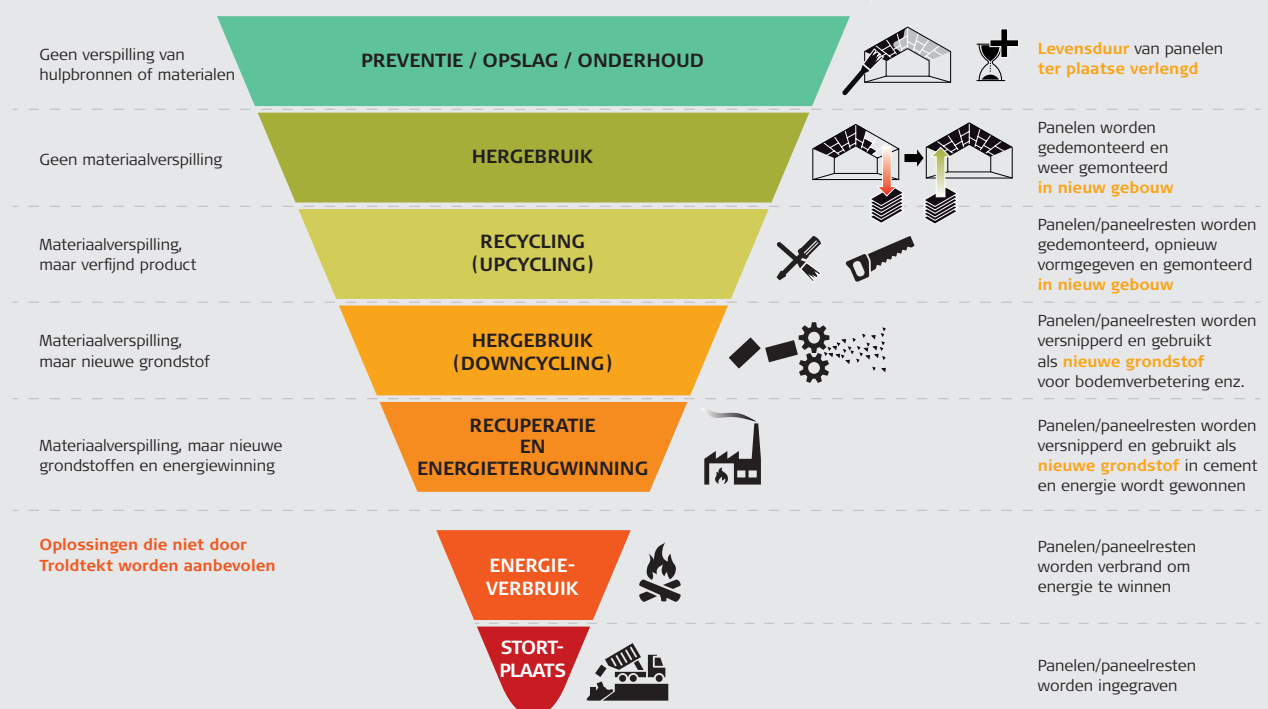 Geen verspilling van
hulpbronnen of materialen
PREVENTIE / OPSLAG / ONDERHOUD
Levensduur van panelen
ter plaatse verlengd
Geen materiaalverspilling
HERGEBRUIK
Panelen worden
gedemonteerd en
weer gemonteerd
in nieuw gebouw
Materiaalverspilling,
maar verfijnd product
RECYCLING
(UPCYCLING)
Panelen/paneelresten worden
gedemonteerd, opnieuw
vormgegeven en gemonteerd
in nieuw gebouw
Materiaalverspilling,
maar nieuwe grondstof
HERGEBRUIK
(DOWNCYCLING)
Panelen/paneelresten worden
versnipperd en gebruikt
als nieuwe grondstof
voor bodemverbetering enz.
Materiaalverspilling, maar nieuwe
grondstoffen en energiewinning
RECUPERATIE
EN
ENERGIETERUGWINNING
Panelen/paneelresten worden
versnipperd en gebruikt als
nieuwe grondstof in cement
en energie wordt gewonnen
Oplossingen die niet door
Troldtekt worden aanbevolen
ENERGIE-
VERBRUIK
Panelen/paneelresten
worden verbrand om
energie te winnen
STORT-
PLAATS
Panelen/paneelresten
worden ingegraven